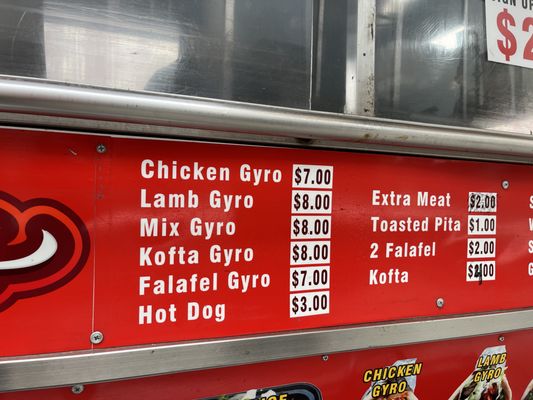 $2
Chicken Gyro $7.00
Lamb Gyro $8.00
Mix Gyro $8.00
Kofta Gyro $8.00
Falafel Gyro $7.00
Hot Dog $3.00
Extra Meat $2.00
Toasted Pita $1.00
2 Falafel $2.00
Kofta
CHICKEN
GYRO
LAMB
GYRO